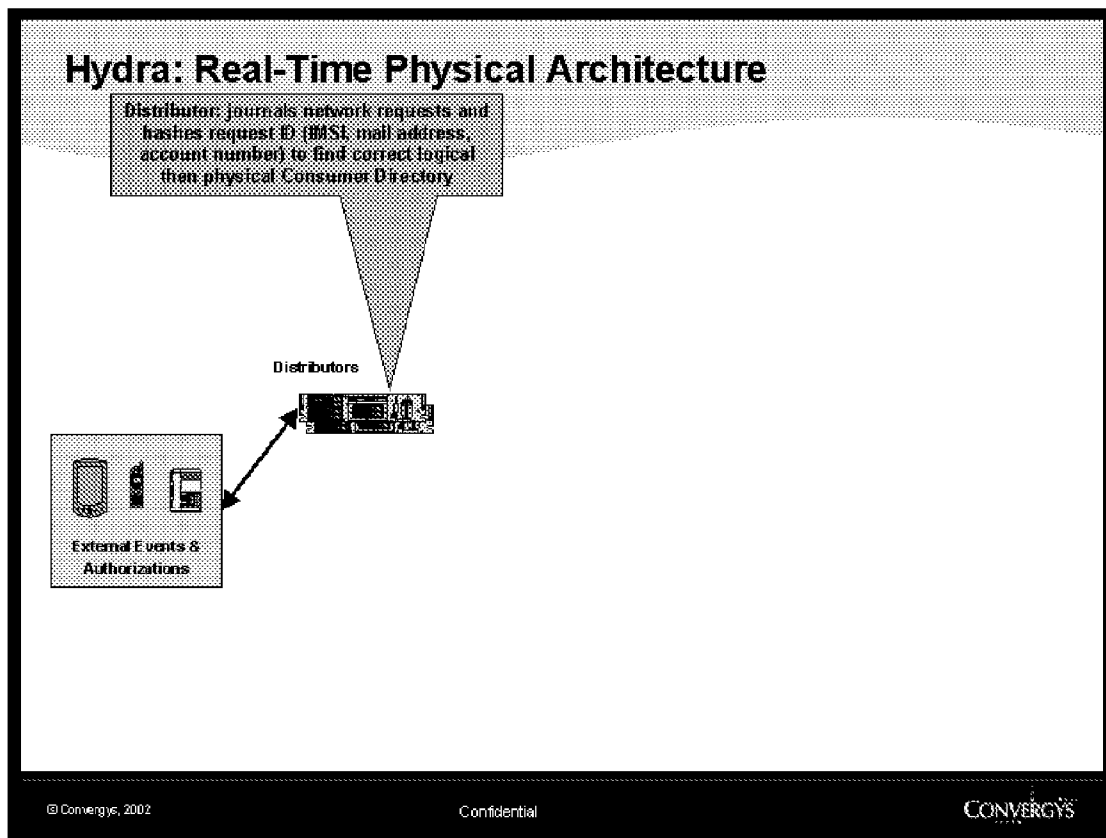 Hydra: Real-Time Physical Architecture
Distributor: journals network requests and
hashes request ID (IMSI, mail address,
account number) to find correct logical
then physical Consumer Directory
Distributors
External Events &
Authorizations
© Convergys, 2002
Confidential
CONVERGYS